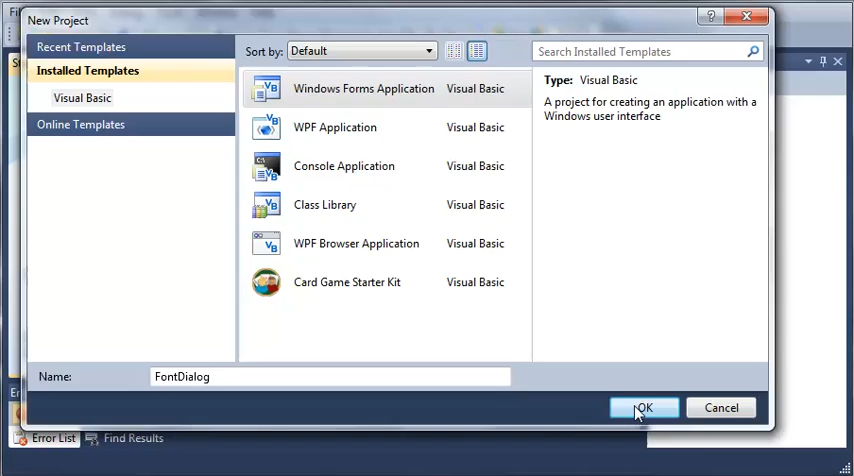 New Project
Recent Templates
Installed Templates
Visual Basic
Online Templates
Sort by: Default
Search Installed Templates
Windows Forms Application Visual Basic
WPF Application Visual Basic
Console Application Visual Basic
Class Library Visual Basic
WPF Browser Application Visual Basic
Card Game Starter Kit Visual Basic
Type: Visual Basic
A project for creating an application with a
Windows user interface
Name: FontDialog
OK Cancel
Error List Find Results